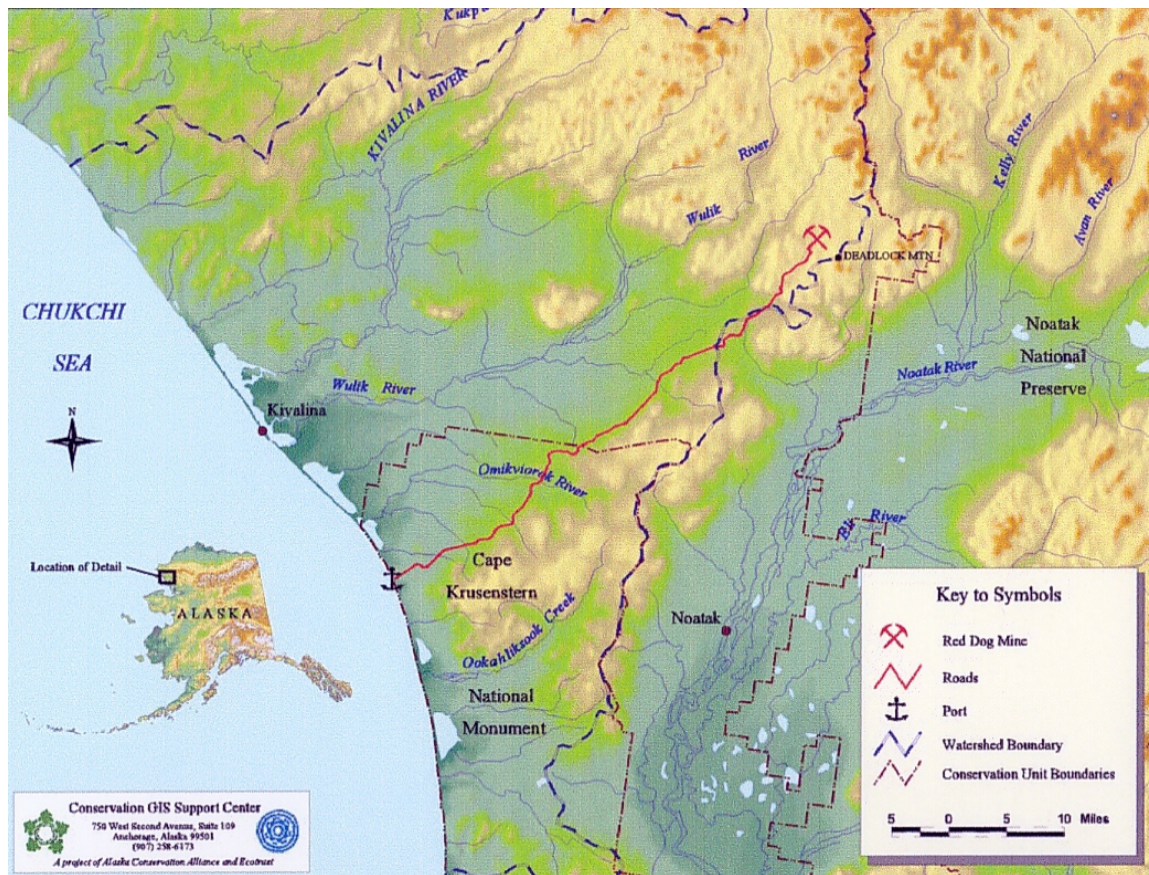 Kukpu
KIVALINA RIVER
River
Wulik
Kelly River
Avan River
DEADLOCK MTN
CHUKCHI
SEA
Noatak
National
Preserve
Noatak River
Wulik River
Kivalina
N
Omikviorok River
Eli River
Cape
Krusenstern
Location of Detail
ALASKA
Noatak
Ookahliksook Creek
National
Monument
Key to Symbols
Red Dog Mine
Roads
Port
Watershed Boundary
Conservation Unit Boundaries
5 0 5 10 Miles
Conservation GIS Support Center
750 West Second Avenue, Suite 109
Anchorage, Alaska 99501
(907) 258-6173
A project of Alaska Conservation Alliance and Ecotrust